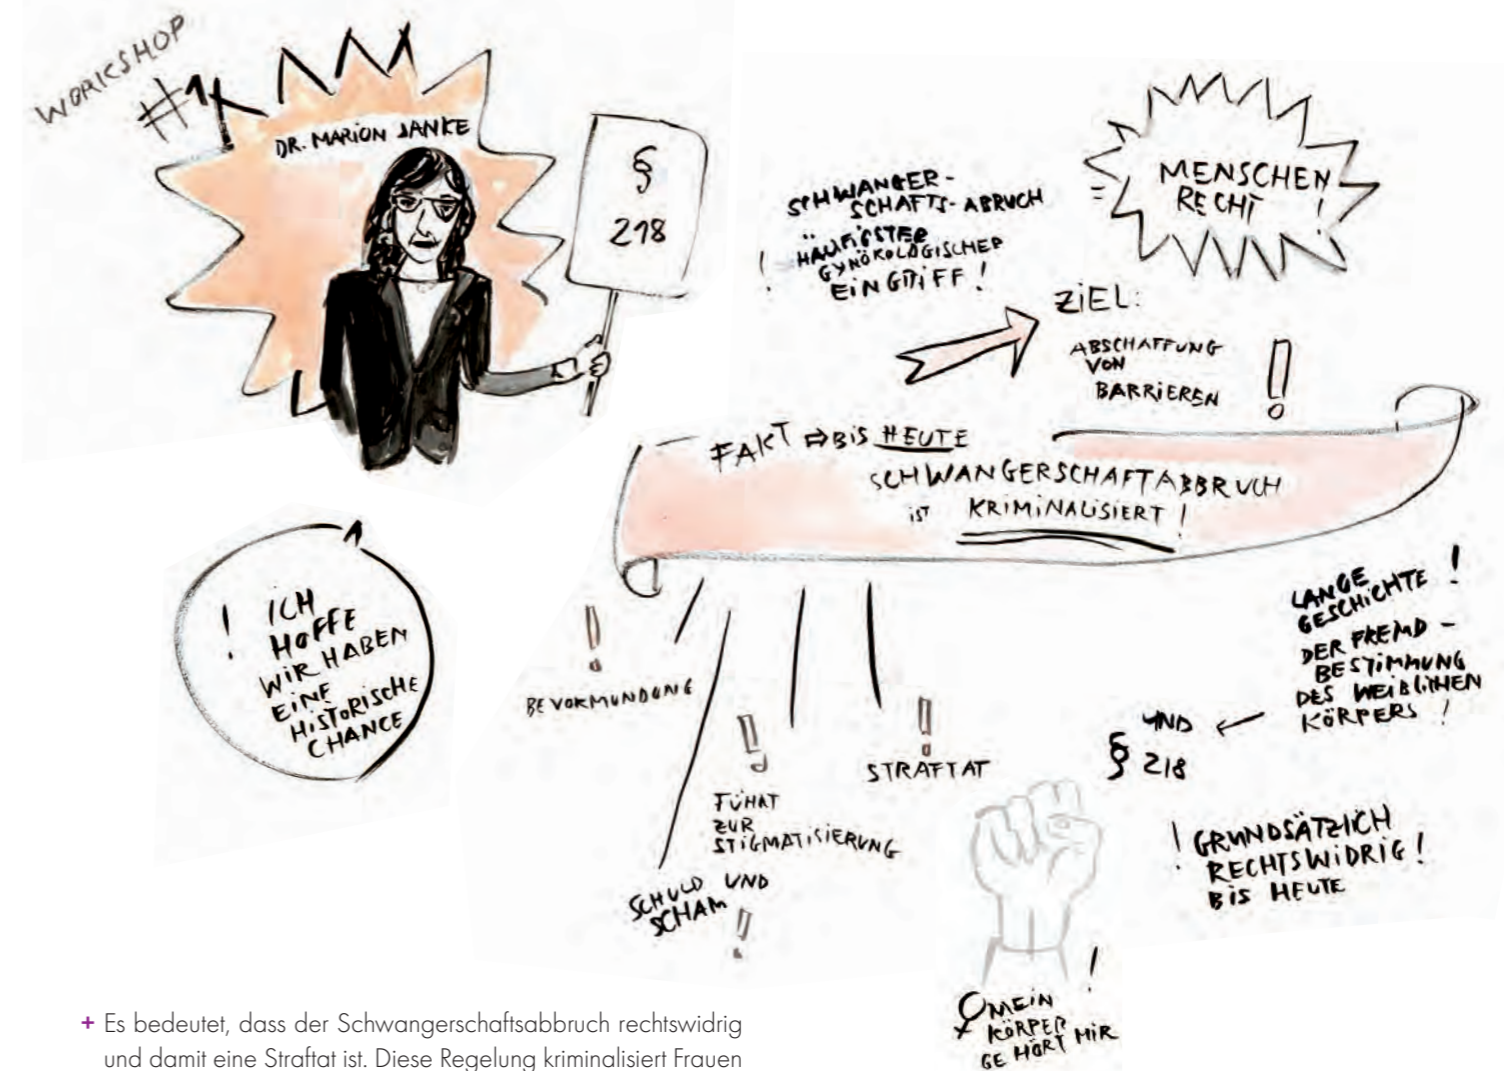 WORKSHOP
#1
DR. MARION JANKE
§
218
SCHWANGER-
SCHAFTS-ABRUCH
! HÄUFIGSTER
GYNÖKOLOGISCHER
EINGRIFF!
MENSCHEN
RECHT !
ZIEL:
ABSCHAFFUNG
VON
BARRIEREN !
FAKT ⇨ BIS HEUTE
SCHWANGERSCHAFTABBRUCH
IST KRIMINALISIERT!
! ICH
HOFFE
WIR HABEN
EINE
HISTORISCHE
CHANCE
!
BEVORMUNDUNG
!
FÜHRT
ZUR
STIGMATISIERUNG
SCHULD UND
SCHAM !
!
STRAFTAT
LANGE !
GESCHICHTE
DER FREMD-
BESTIMMUNG
DES WEIBLICHEN
KÖRPERS !
UND ←
§ 218
! GRUNDSÄTZLICH
RECHTSWIDRIG!
BIS HEUTE
!
♀ MEIN
KÖRPER
GEHÖRT MIR
+ Es bedeutet, dass der Schwangerschaftsabbruch rechtswidrig
und damit eine Straftat ist. Diese Regelung kriminalisiert Frauen